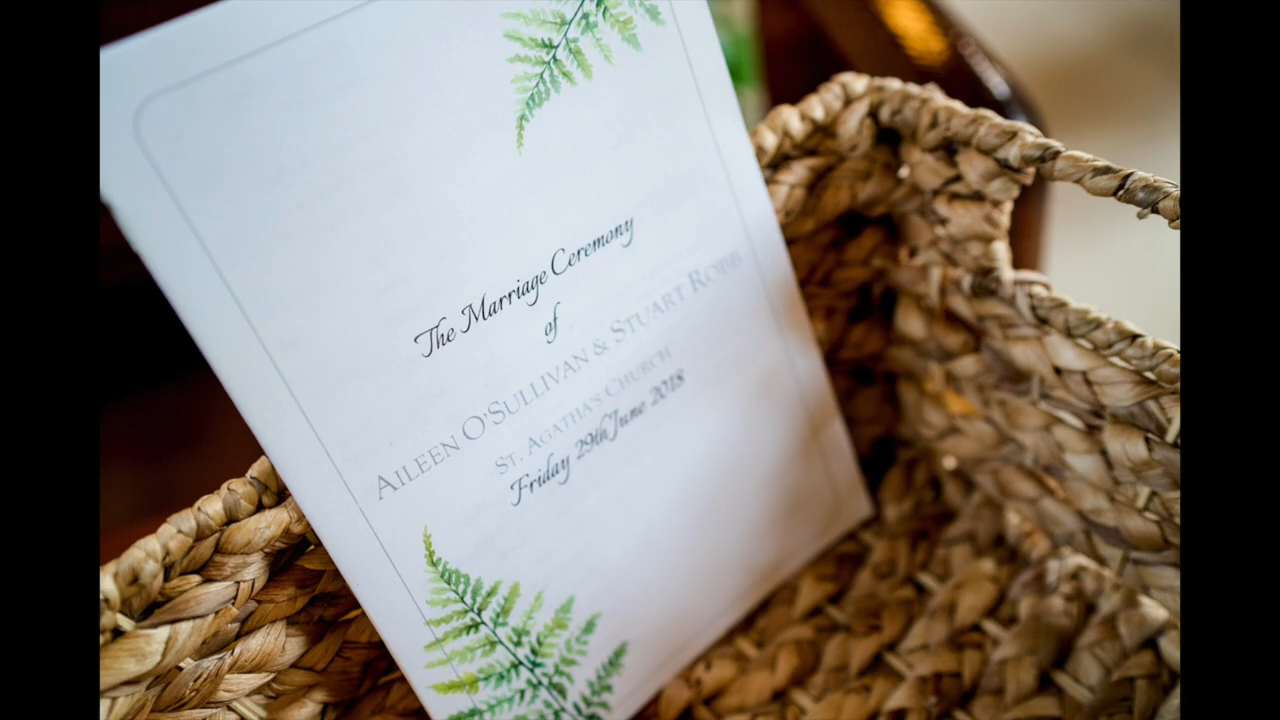 The Marriage Ceremony
of
AILEEN O'SULLIVAN & STUART ROBB
ST. AGATHA'S CHURCH
Friday 29th June 2018